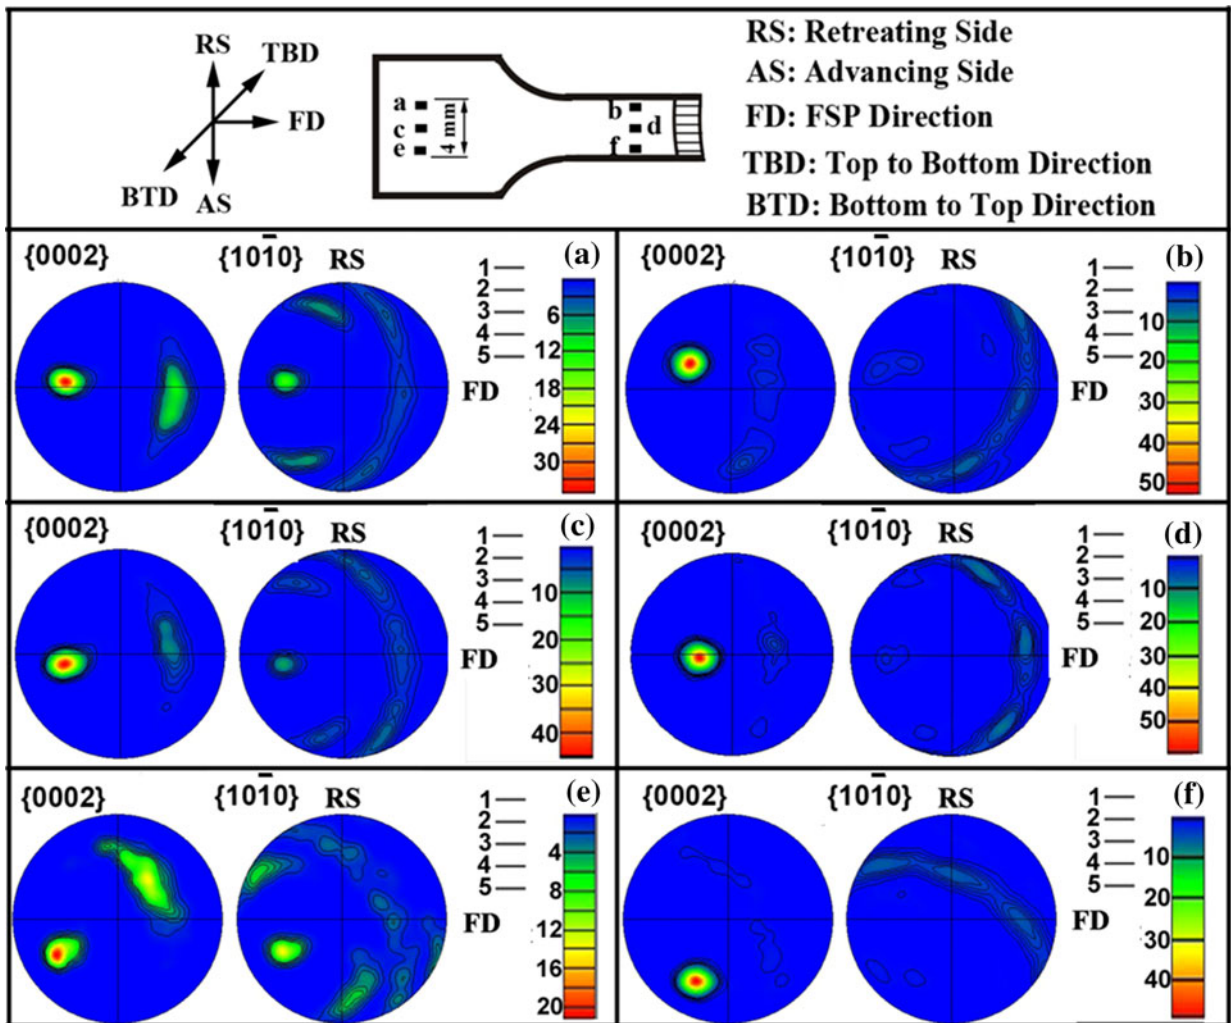 RS TBD
FD
BTD AS
a b
c 4 mm d
e f
RS: Retreating Side
AS: Advancing Side
FD: FSP Direction
TBD: Top to Bottom Direction
BTD: Bottom to Top Direction
{0002} {101̄0} RS (a)
1
2
3
4
5
FD
6
12
18
24
30
{0002} {101̄0} RS (b)
1
2
3
4
5
FD
10
20
30
40
50
{0002} {101̄0} RS (c)
1
2
3
4
5
FD
10
20
30
40
{0002} {101̄0} RS (d)
1
2
3
4
5
FD
10
20
30
40
50
{0002} {101̄0} RS (e)
1
2
3
4
5
FD
4
8
12
16
20
{0002} {101̄0} RS (f)
1
2
3
4
5
FD
10
20
30
40